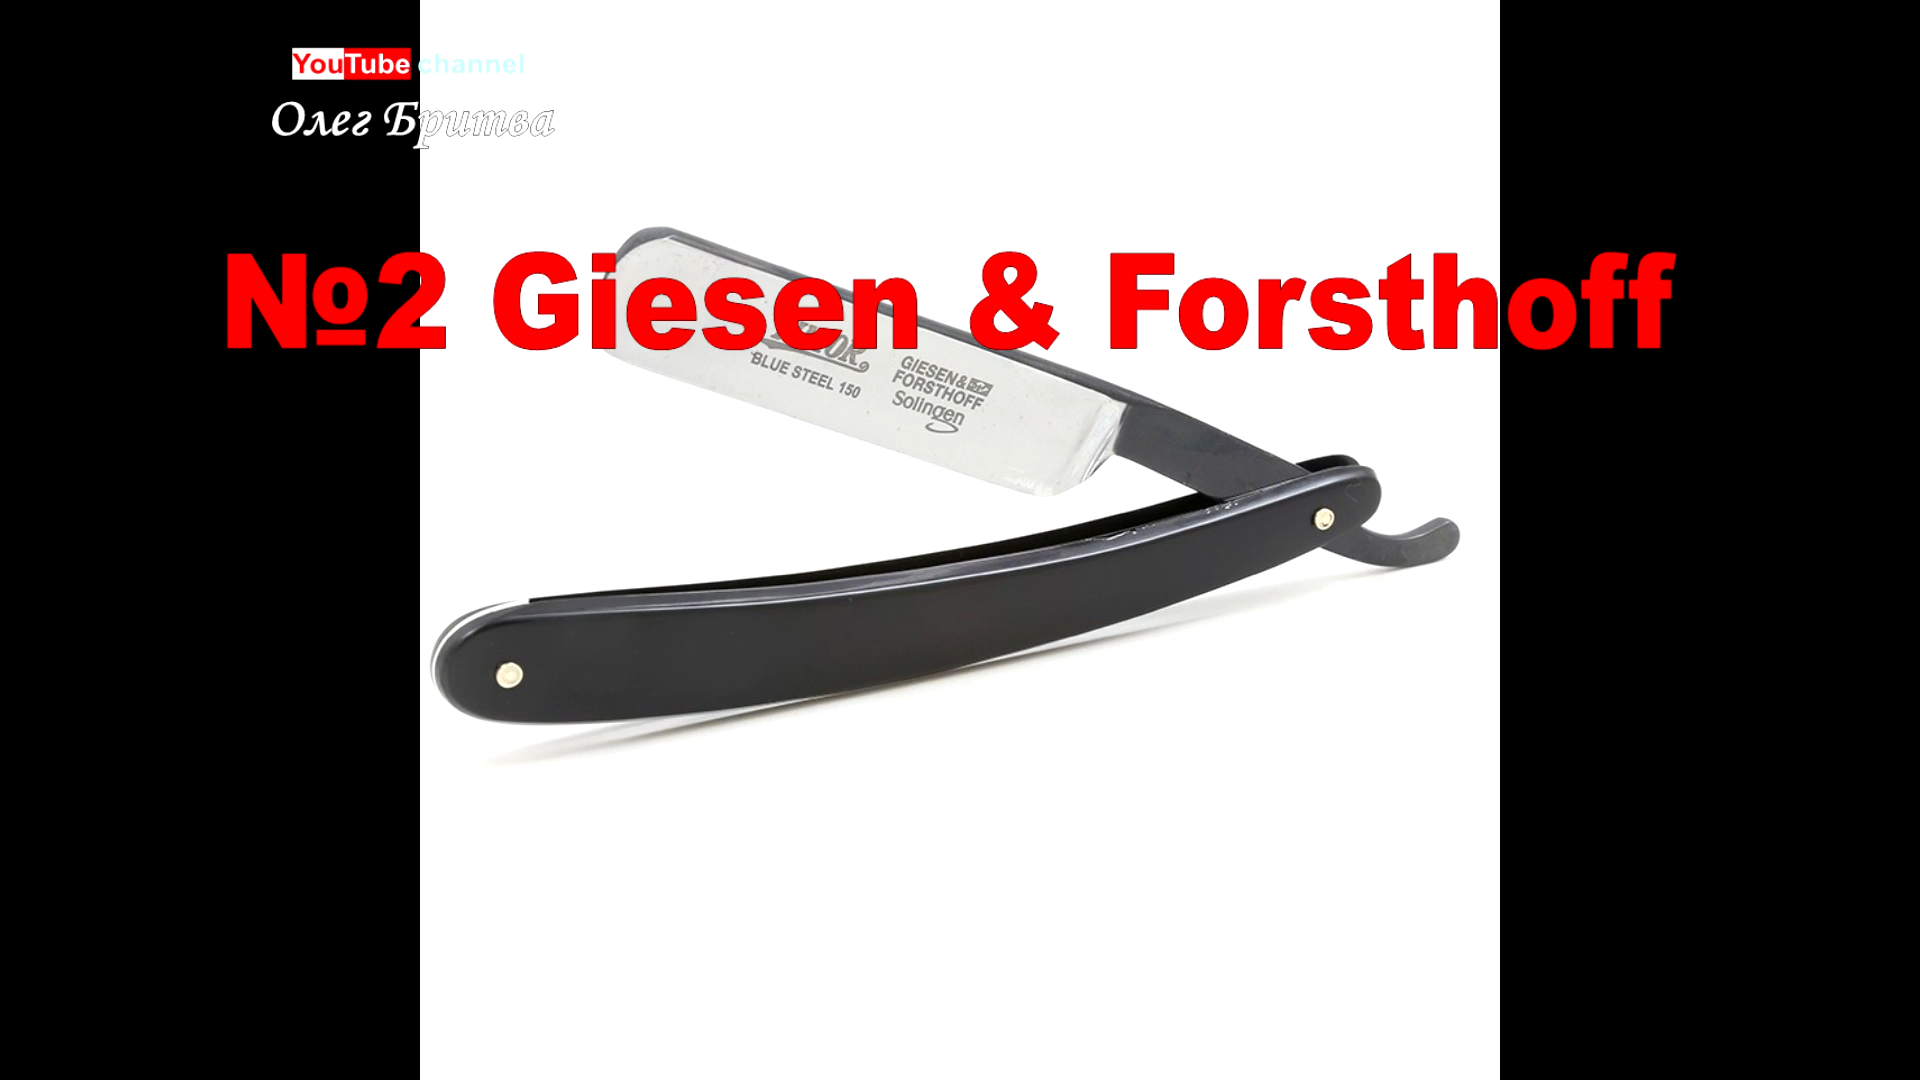 YouTube channel
Олег Бритва
№2 Giesen & Forsthoff
BLUE STEEL 150
GIESEN&
FORSTHOFF
Solingen